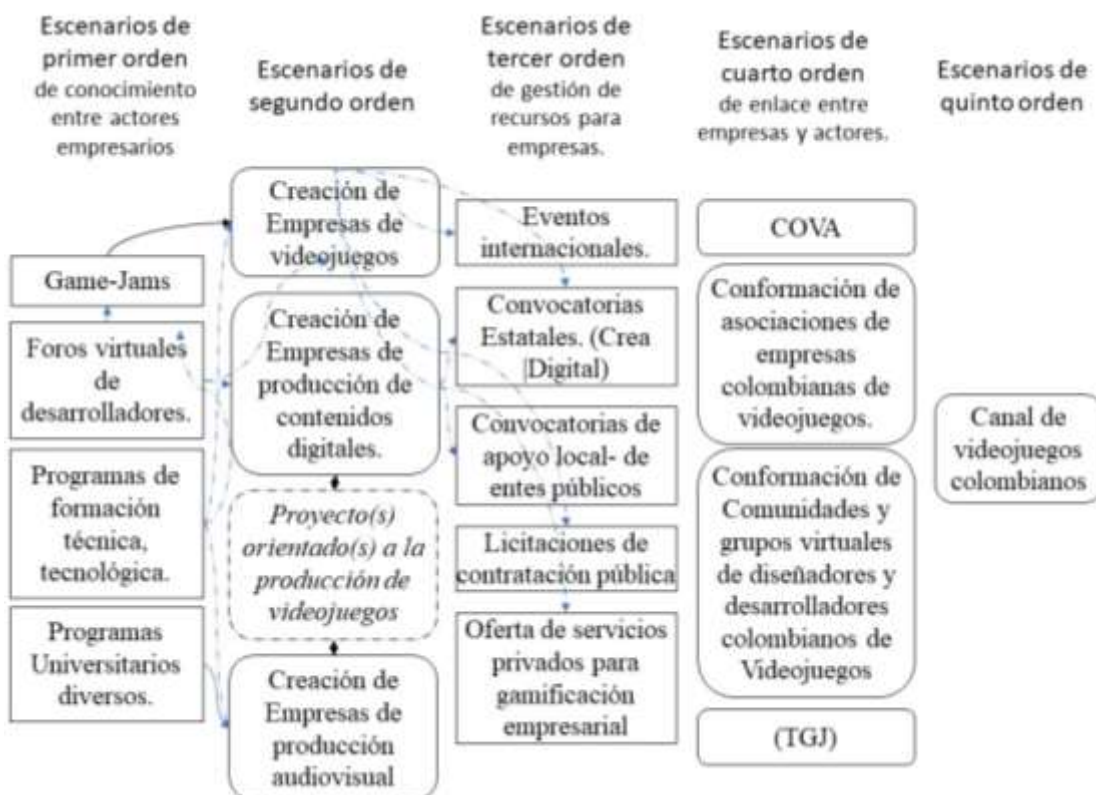 Escenarios de
primer orden
de conocimiento
entre actores
empresarios
Escenarios de
segundo orden
Escenarios de
tercer orden
de gestión de
recursos para
empresas.
Escenarios de
cuarto orden
de enlace entre
empresas y actores.
Escenarios de
quinto orden
Game-Jams
Foros virtuales
de
desarrolladores.
Programas de
formación
técnica,
tecnológica.
Programas
Universitarios
diversos.
Creación de
Empresas de
videojuegos
Creación de
Empresas de
producción de
contenidos
digitales.
Proyecto(s)
orientado(s) a la
producción de
videojuegos
Creación de
Empresas de
producción
audiovisual
Eventos
internacionales.
Convocatorias
Estatales. (Crea
|Digital)
Convocatorias de
apoyo local- de
entes públicos
Licitaciones de
contratación pública
Oferta de servicios
privados para
gamificación
empresarial
COVA
Conformación de
asociaciones de
empresas
colombianas de
videojuegos.
Conformación de
Comunidades y
grupos virtuales
de diseñadores y
desarrolladores
colombianos de
Videojuegos
(TGJ)
Canal de
videojuegos
colombianos